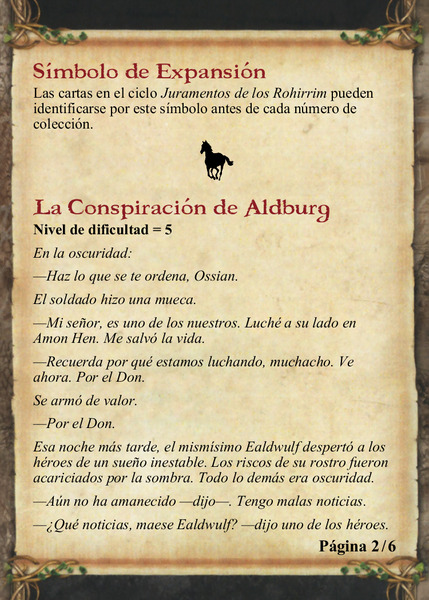 Símbolo de Expansión
Las cartas en el ciclo Juramentos de los Rohirrim pueden
identificarse por este símbolo antes de cada número de
colección.
La Conspiración de Aldburg
Nivel de dificultad = 5
En la oscuridad:
—Haz lo que se te ordena, Ossian.
El soldado hizo una mueca.
—Mi señor, es uno de los nuestros. Luché a su lado en
Amon Hen. Me salvó la vida.
—Recuerda por qué estamos luchando, muchacho. Ve
ahora. Por el Don.
Se armó de valor.
—Por el Don.
Esa noche más tarde, el mismísimo Ealdwulf despertó a los
héroes de un sueño inestable. Los riscos de su rostro fueron
acariciados por la sombra. Todo lo demás era oscuridad.
—Aún no ha amanecido —dijo—. Tengo malas noticias.
—¿Qué noticias, maese Ealdwulf? —dijo uno de los héroes.
Página 2/6